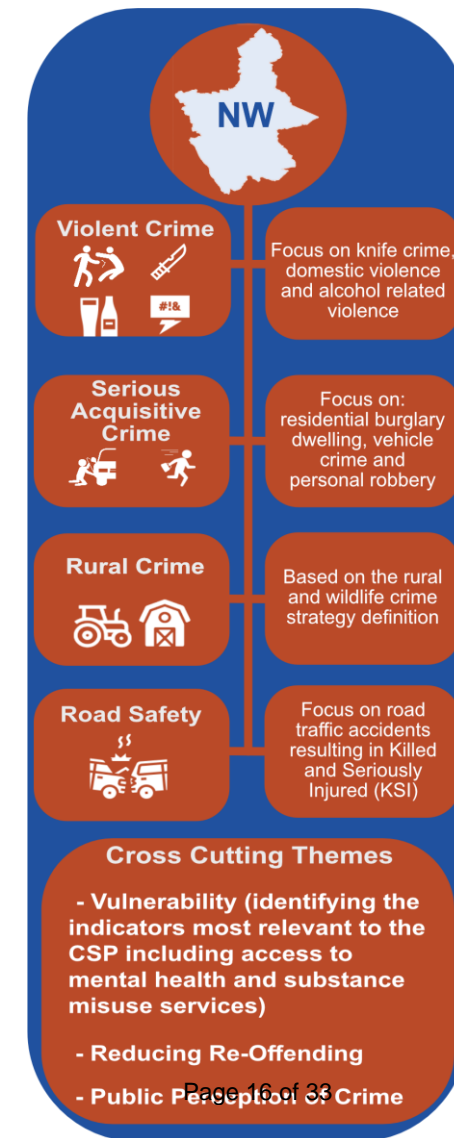 NW
Violent Crime
#!&
Focus on knife crime,
domestic violence
and alcohol related
violence
Serious
Acquisitive
Crime
Focus on:
residential burglary
dwelling, vehicle
crime and
personal robbery
Rural Crime
Based on the rural
and wildlife crime
strategy definition
Road Safety
Focus on road
traffic accidents
resulting in Killed
and Seriously
Injured (KSI)
Cross Cutting Themes
- Vulnerability (identifying the
indicators most relevant to the
CSP including access to
mental health and substance
misuse services)
- Reducing Re-Offending
- Public Perception of Crime
Page 16 of 33